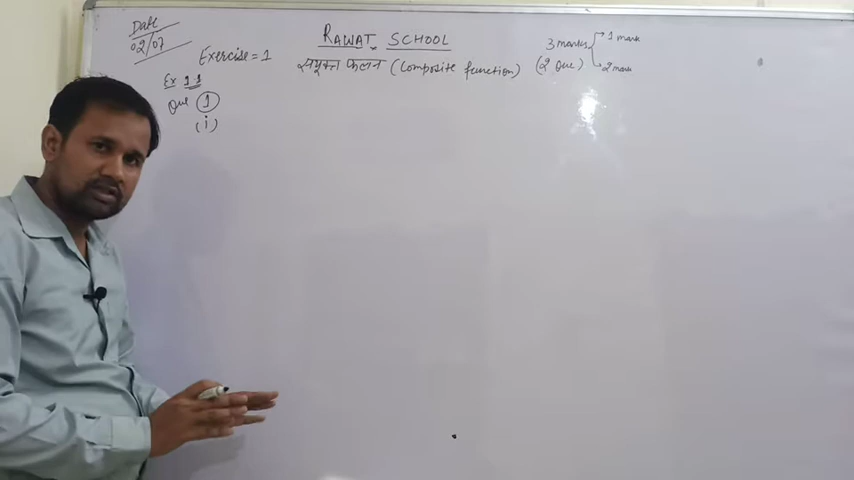 Date
02/07
RAWAT SCHOOL
Exercise = 1
संयुक्त फलन (Composite function) (2 Que)
3 marks
1 mark
2 mark
Ex 1.1
Que 1
(i)